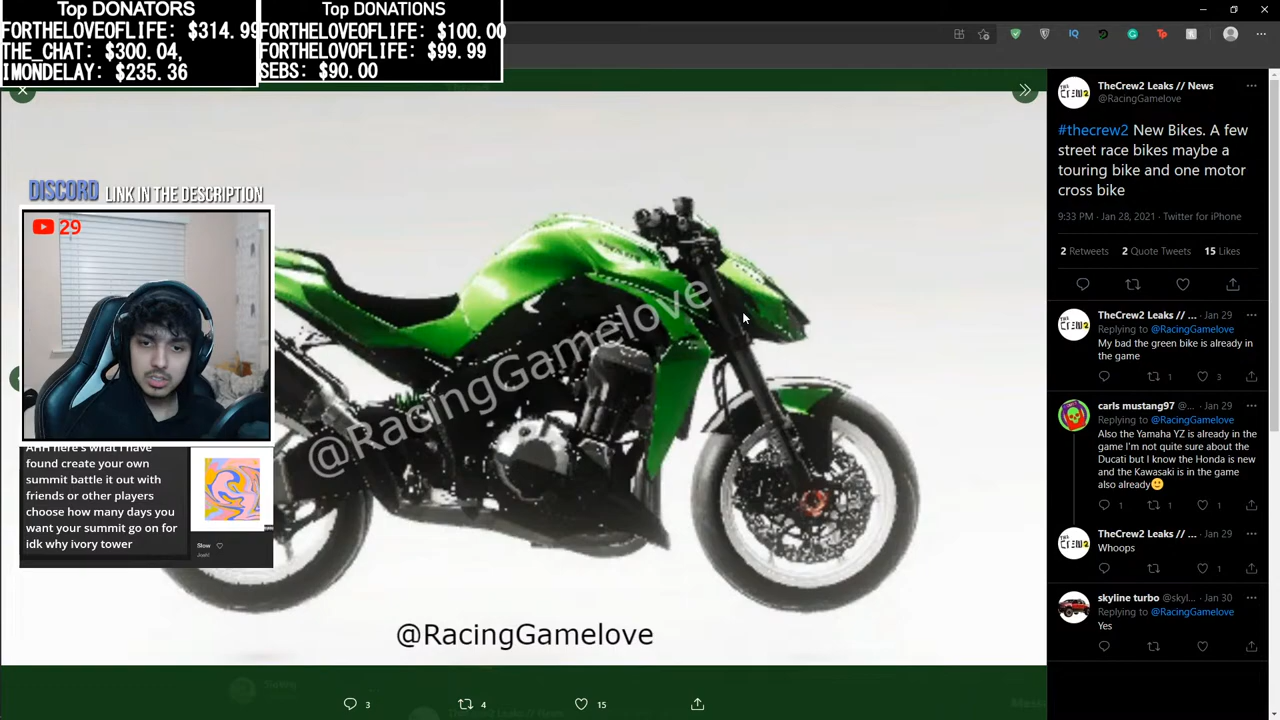 Top DONATORS
FORTHELOVEOFLIFE: $314.99
THE_CHAT: $300.04,
IMONDELAY: $235.36
Top DONATIONS
FORTHELOVEOFLIFE: $100.00
FORTHELOVOFLIFE: $99.99
SEBS: $90.00
DISCORD LINK IN THE DESCRIPTION
29
AHH here's what I have
found create your own
summit battle it out with
friends or other players
choose how many days you
want your summit go on for
idk why ivory tower
Slow
@RacingGamelove
@RacingGamelove
3
4
15
TheCrew2 Leaks // News
@RacingGamelove
#thecrew2 New Bikes. A few
street race bikes maybe a
touring bike and one motor
cross bike
9:33 PM · Jan 28, 2021 · Twitter for iPhone
2 Retweets 2 Quote Tweets 15 Likes
TheCrew2 Leaks // ... Jan 29
Replying to @RacingGamelove
My bad the green bike is already in
the game
1 3
carls mustang97 @... · Jan 29
Replying to @RacingGamelove
Also the Yamaha YZ is already in the
game I'm not quite sure about the
Ducati but I know the Honda is new
and the Kawasaki is in the game
also already
1 1 1
TheCrew2 Leaks // ... · Jan 29
Whoops
1
skyline turbo @skyl... · Jan 30
Replying to @RacingGamelove
Yes